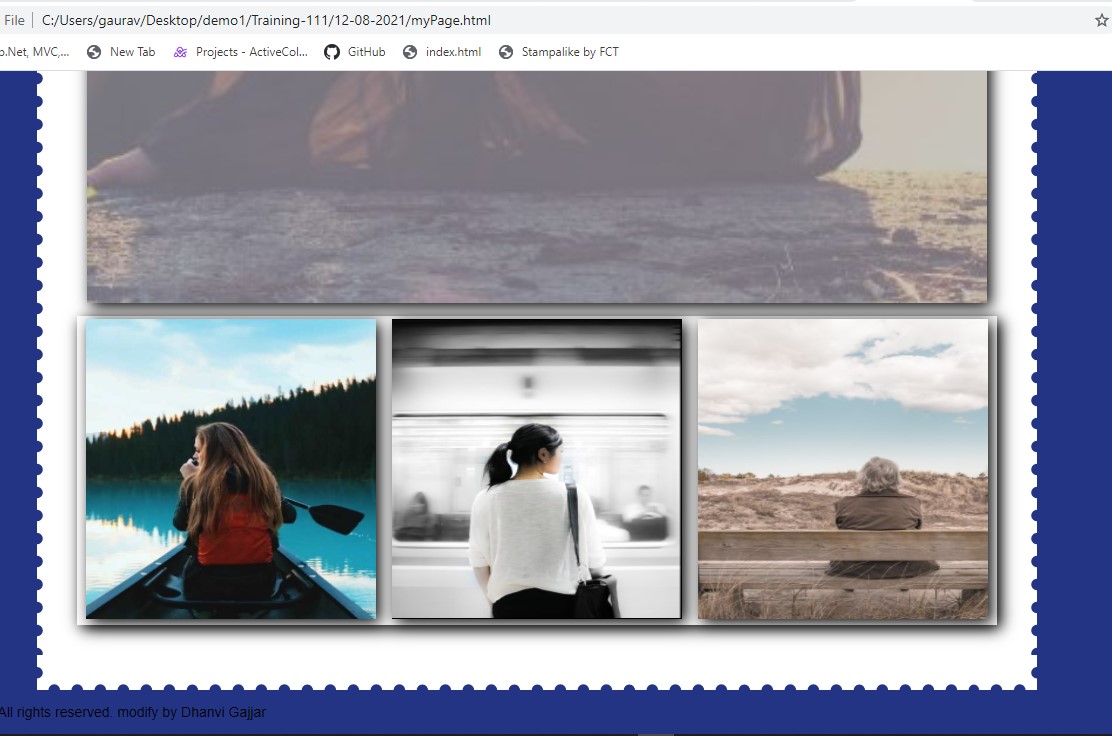 File C:/Users/gaurav/Desktop/demo1/Training-111/12-08-2021/myPage.html
p.Net, MVC,... New Tab Projects - ActiveCol... GitHub index.html Stampalike by FCT
All rights reserved. modify by Dhanvi Gajjar